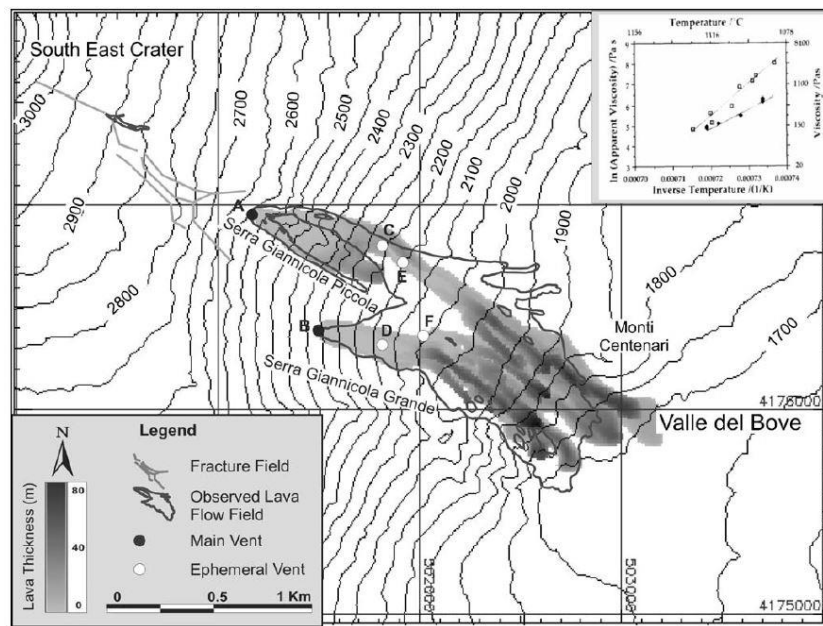 South East Crater
3000
2900
2800
2700
2600
2500
2400
2300
2200
2100
2000
1900
1800
1700
Temperature /°C
1156
1116
1078
ln (Apparent Viscosity) /Pa s
9
8
7
6
5
4
3
8100
1100
150
20
Viscosity /Pa s
0.00070
0.00071
0.00072
0.00073
0.00074
Inverse Temperature /(1/K)
A
Serra Giannicola Piccola
C
E
B
D
F
Serra Giannicola Grande
Monti
Centenari
4176000
Valle del Bove
N
Legend
Fracture Field
Observed Lava
Flow Field
Main Vent
Ephemeral Vent
Lava Thickness (m)
80
40
0
0
0.5
1 Km
502000
503000
4175000